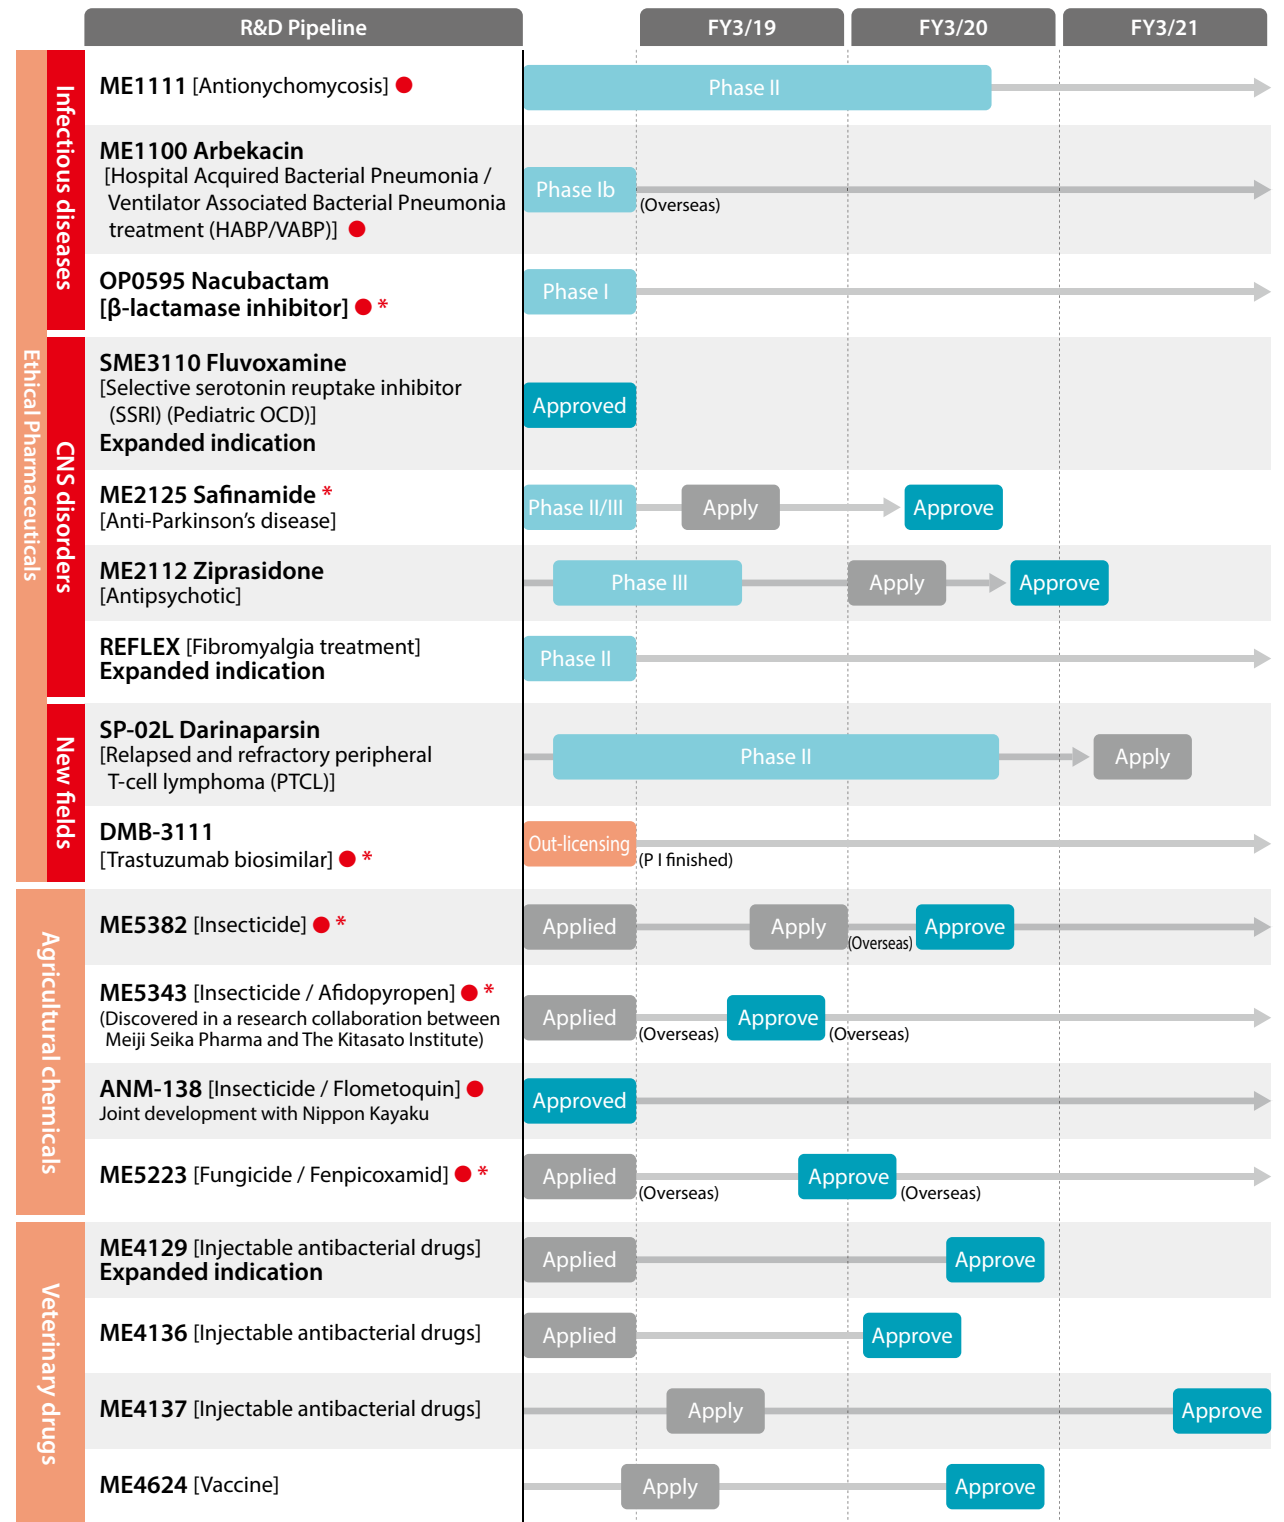 R&D Pipeline
FY3/19
FY3/20
FY3/21
Ethical Pharmaceuticals
Infectious diseases
ME1111 [Antionychomycosis] ●
Phase II
ME1100 Arbekacin
[Hospital Acquired Bacterial Pneumonia /
Ventilator Associated Bacterial Pneumonia
treatment (HABP/VABP)] ●
Phase Ib
(Overseas)
OP0595 Nacubactam
[β-lactamase inhibitor] ● *
Phase I
CNS disorders
SME3110 Fluvoxamine
[Selective serotonin reuptake inhibitor
(SSRI) (Pediatric OCD)]
Expanded indication
Approved
ME2125 Safinamide *
[Anti-Parkinson's disease]
Phase II/III
Apply
Approve
ME2112 Ziprasidone
[Antipsychotic]
Phase III
Apply
Approve
REFLEX [Fibromyalgia treatment]
Expanded indication
Phase II
New fields
SP-02L Darinaparsin
[Relapsed and refractory peripheral
T-cell lymphoma (PTCL)]
Phase II
Apply
DMB-3111
[Trastuzumab biosimilar] ● *
Out-licensing
(P I finished)
Agricultural chemicals
ME5382 [Insecticide] ● *
Applied
Apply
(Overseas)
Approve
ME5343 [Insecticide / Afidopyropen] ● *
(Discovered in a research collaboration between
Meiji Seika Pharma and The Kitasato Institute)
Applied
(Overseas)
Approve
(Overseas)
ANM-138 [Insecticide / Flometoquin] ●
Joint development with Nippon Kayaku
Approved
ME5223 [Fungicide / Fenpicoxamid] ● *
Applied
(Overseas)
Approve
(Overseas)
Veterinary drugs
ME4129 [Injectable antibacterial drugs]
Expanded indication
Applied
Approve
ME4136 [Injectable antibacterial drugs]
Applied
Approve
ME4137 [Injectable antibacterial drugs]
Apply
Approve
ME4624 [Vaccine]
Apply
Approve